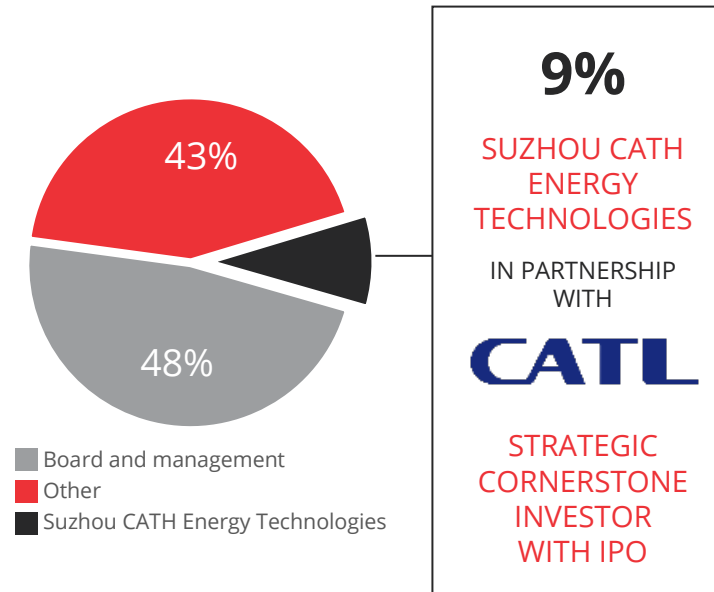 43%
48%
Board and management
Other
Suzhou CATH Energy Technologies
9%
SUZHOU CATH
ENERGY
TECHNOLOGIES
IN PARTNERSHIP
WITH
CATL
STRATEGIC
CORNERSTONE
INVESTOR
WITH IPO